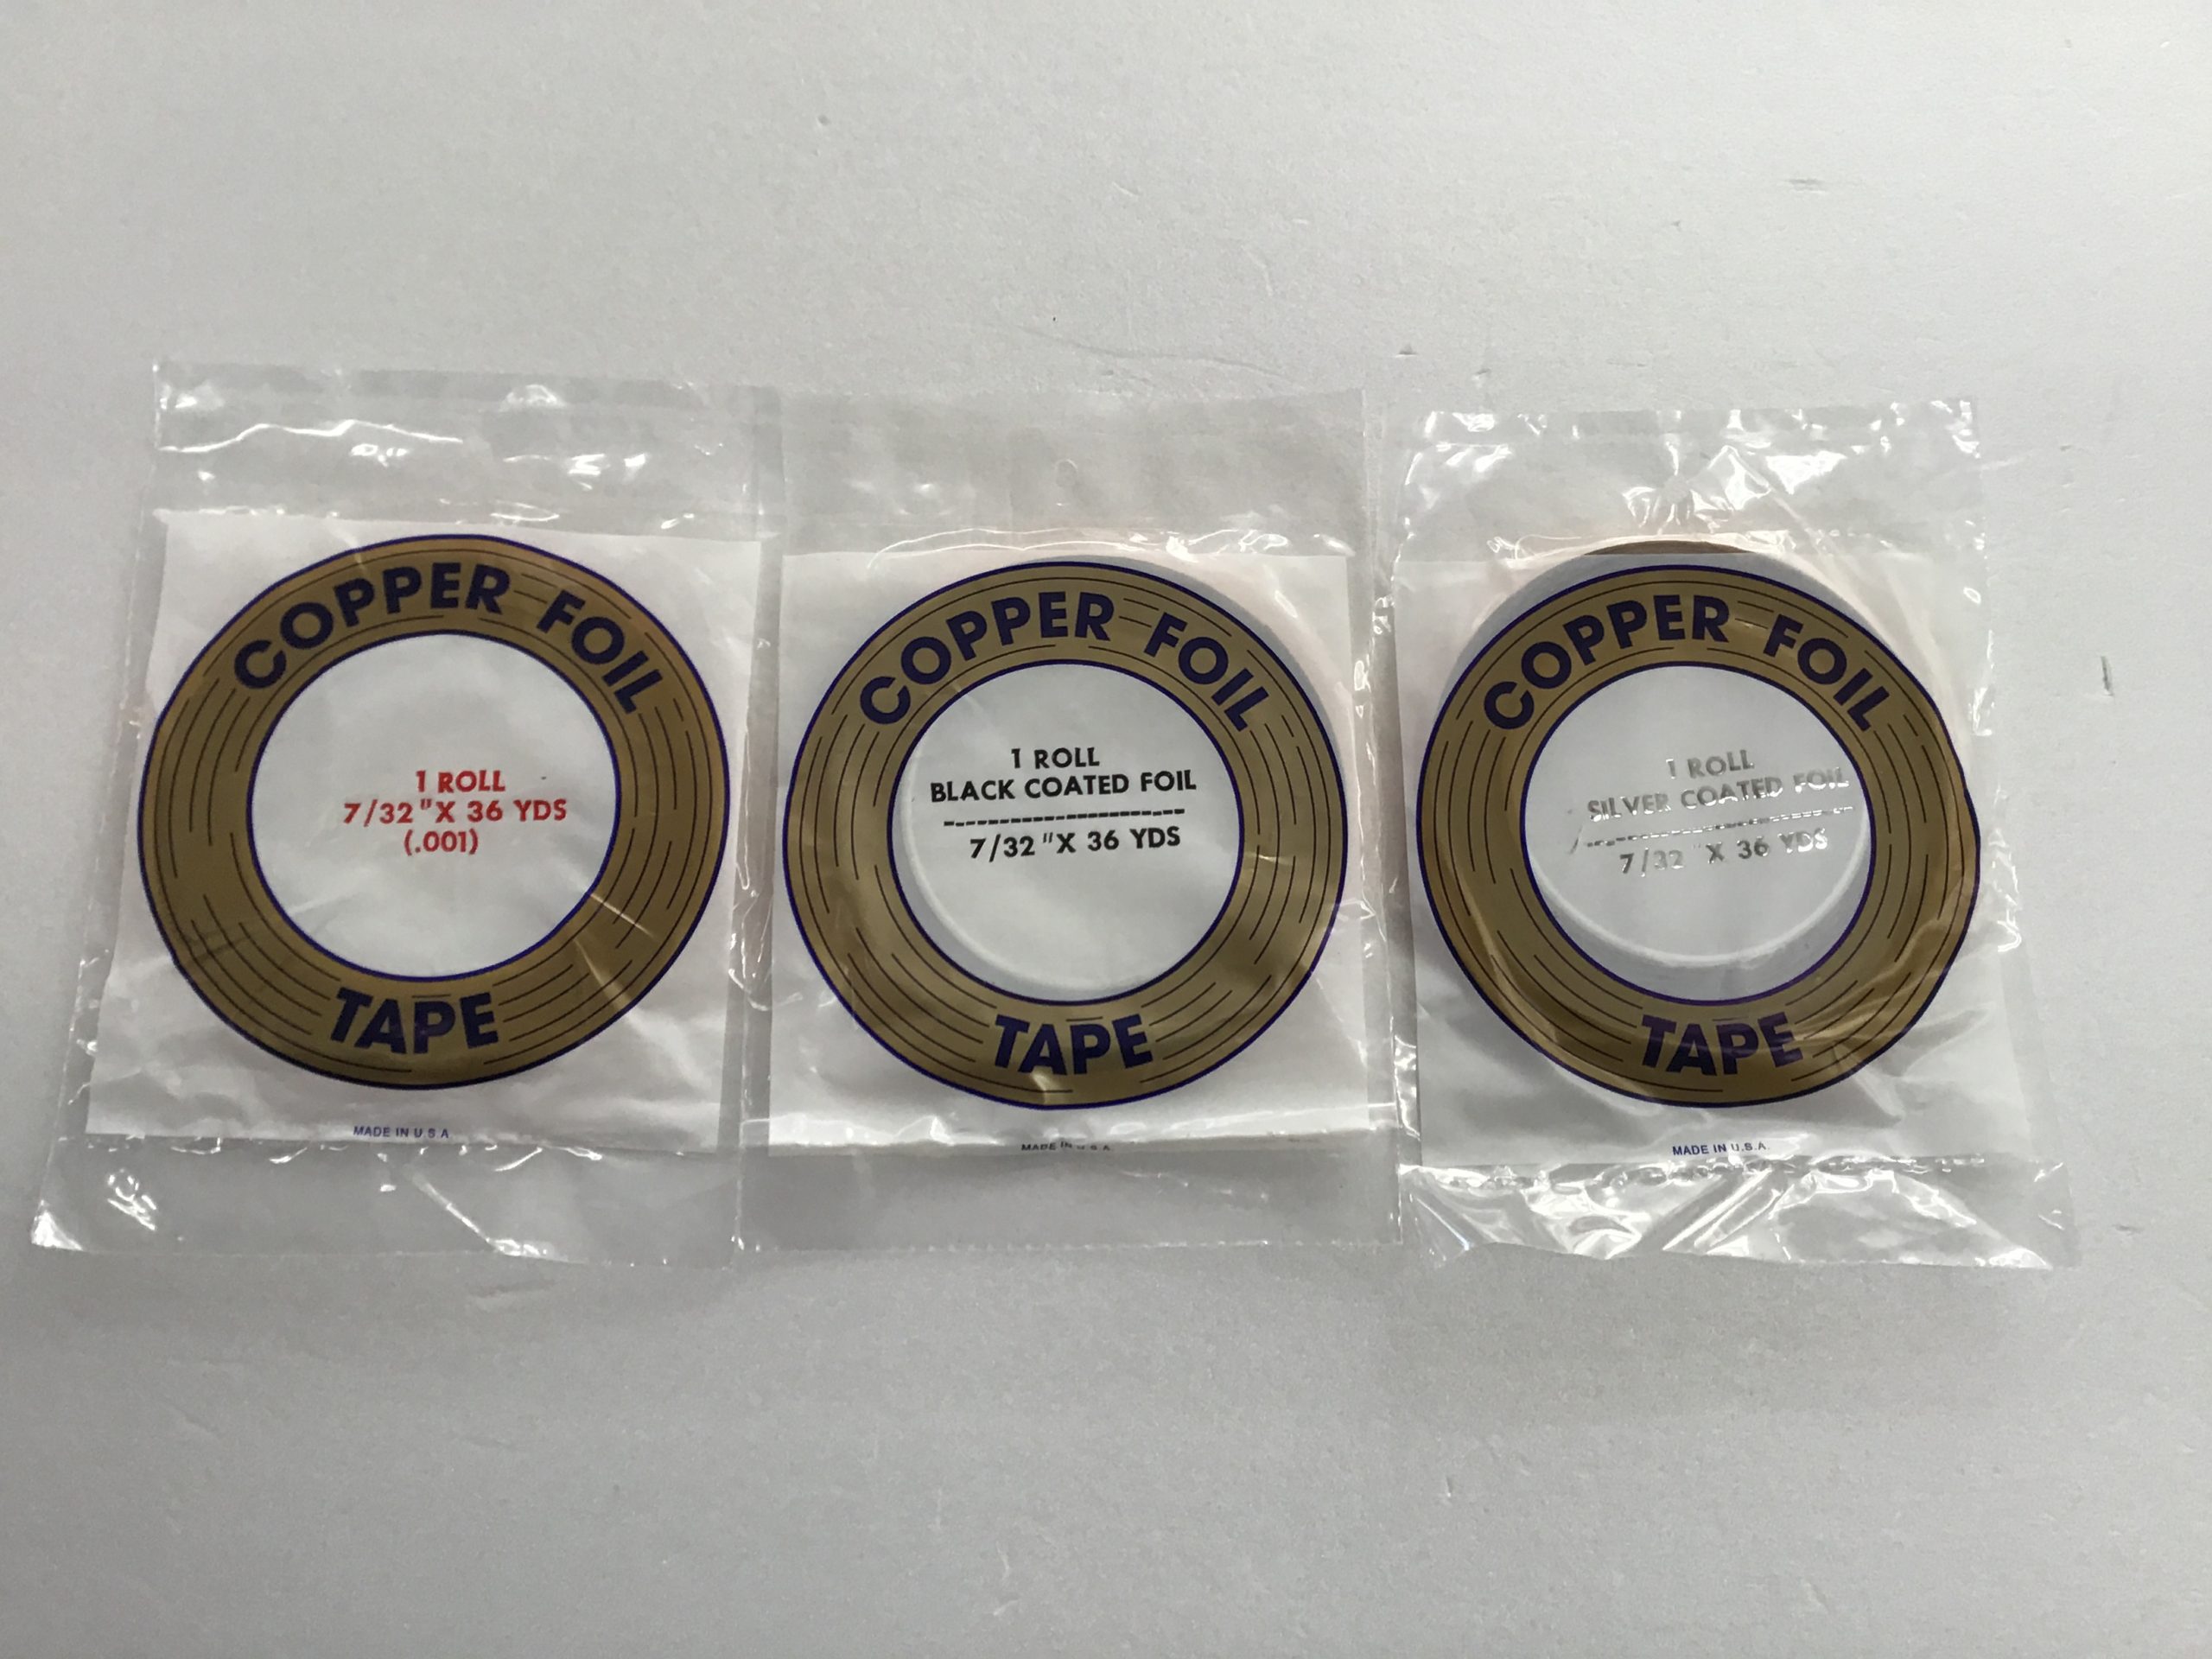 COPPER FOIL
1 ROLL
7/32 "X 36 YDS
(.001)
TAPE
MADE IN U.S.A
COPPER FOIL
1 ROLL
BLACK COATED FOIL
7/32 "X 36 YDS
TAPE
MADE IN U.S.A.
COPPER FOIL
1 ROLL
SILVER COATED FOIL
7/32 "X 36 YDS
TAPE
MADE IN U.S.A.